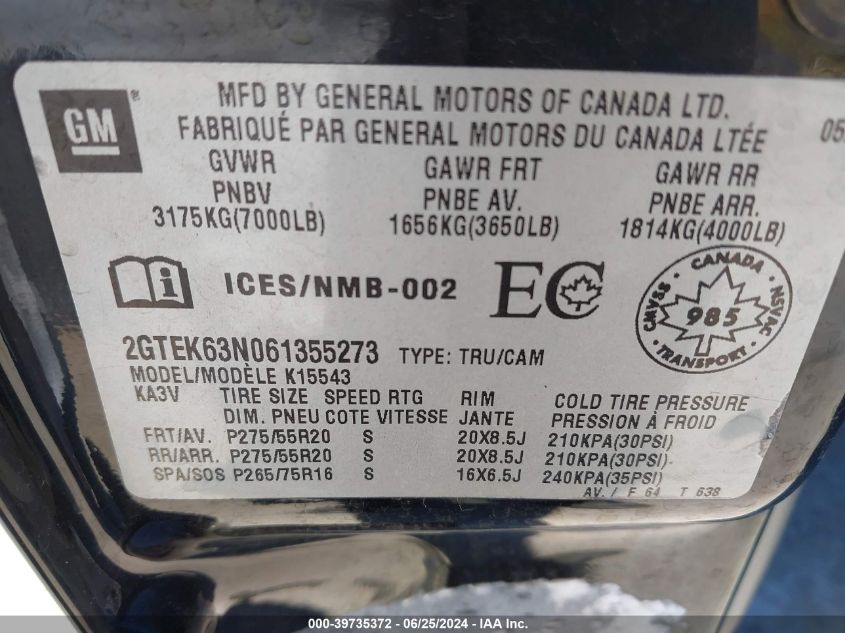 GM
MFD BY GENERAL MOTORS OF CANADA LTD.
FABRIQUÉ PAR GENERAL MOTORS DU CANADA LTÉE
GVWR GAWR FRT GAWR RR
PNBV PNBE AV. PNBE ARR.
3175KG(7000LB) 1656KG(3650LB) 1814KG(4000LB)
i ICES/NMB-002 EC
CANADA
CMVSS 985 NSVAC
TRANSPORT
2GTEK63N061355273 TYPE: TRU/CAM
MODEL/MODÈLE K15543
KA3V TIRE SIZE SPEED RTG RIM COLD TIRE PRESSURE
DIM. PNEU COTE VITESSE JANTE PRESSION À FROID
FRT/AV. P275/55R20 S 20X8.5J 210KPA(30PSI)
RR/ARR. P275/55R20 S 20X8.5J 210KPA(30PSI)
SPA/SOS P265/75R16 S 16X6.5J 240KPA(35PSI)
AV. / F 64 T 638
000-39735372 - 06/25/2024 - IAAI.com. Inc.